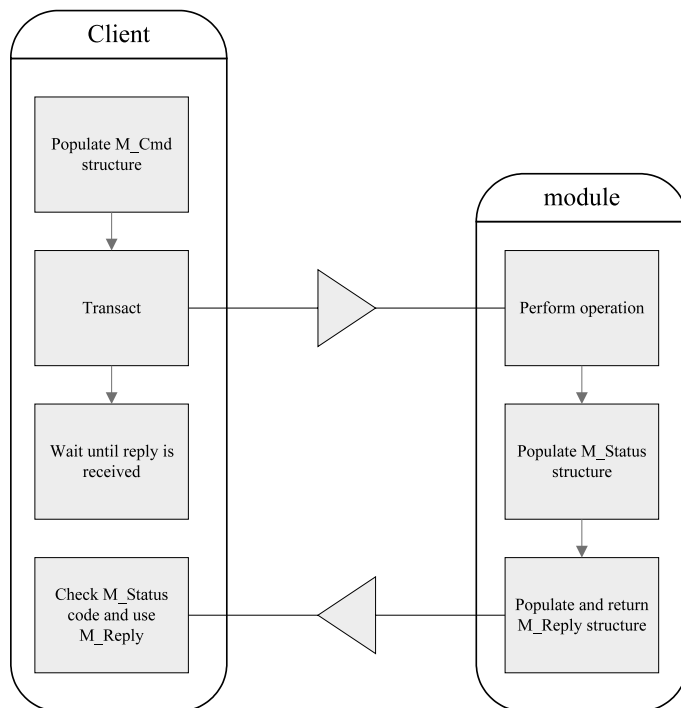 Client
Populate M_Cmd
structure
Transact
Wait until reply is
received
Check M_Status
code and use
M_Reply
module
Perform operation
Populate M_Status
structure
Populate and return
M_Reply structure